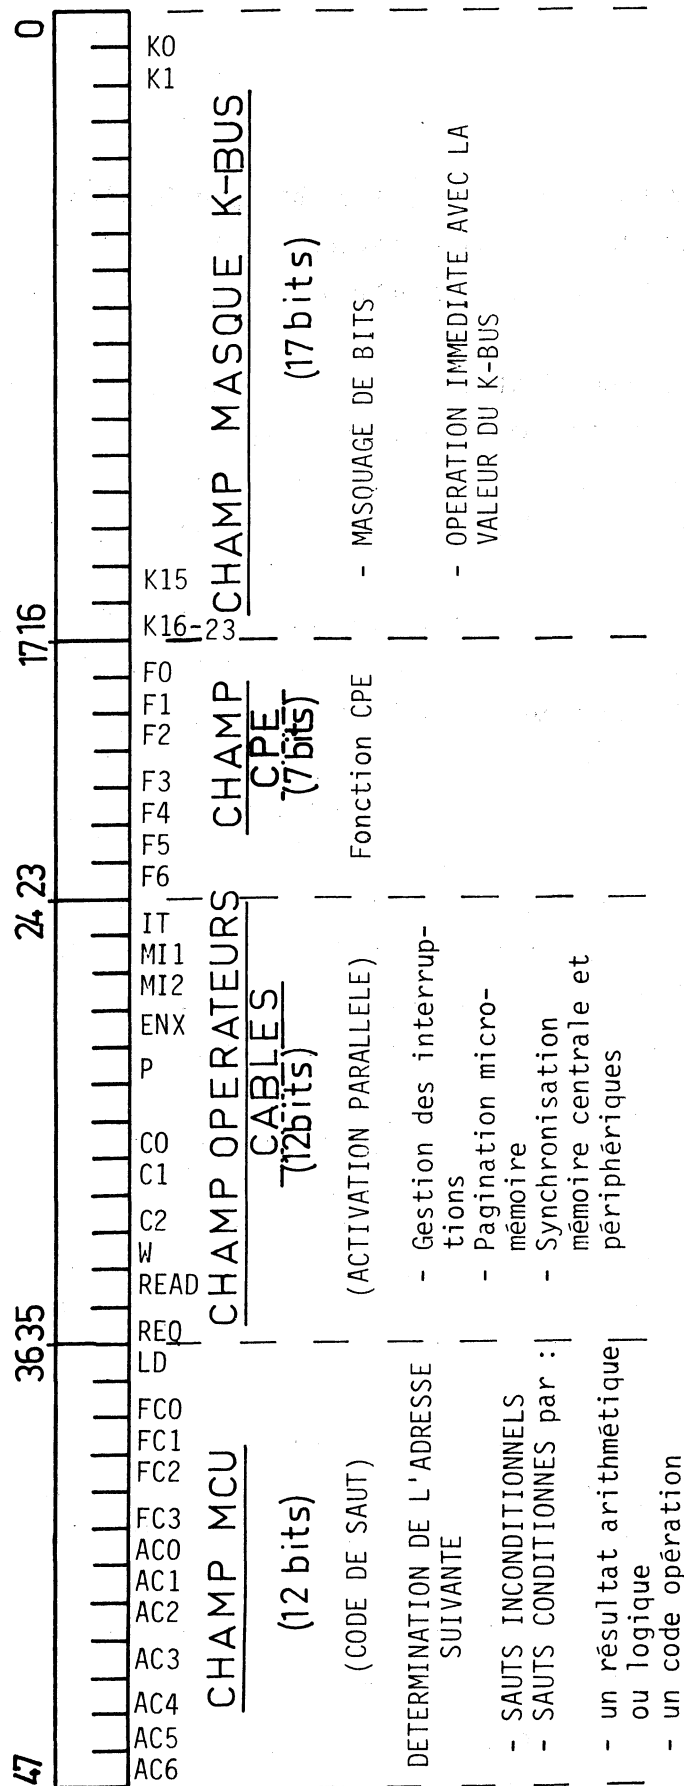 0
K0
K1
K15
K16-23
CHAMP MASQUE K-BUS
(17 bits)
- MASQUAGE DE BITS
- OPERATION IMMEDIATE AVEC LA
VALEUR DU K-BUS
17 16
F0
F1
F2
F3
F4
F5
F6
CHAMP
CPE
(7 bits)
Fonction CPE
24 23
IT
MI1
MI2
ENX
P
C0
C1
C2
W
READ
REQ
CHAMP OPERATEURS
CABLES
(12bits)
(ACTIVATION PARALLELE)
- Gestion des interrup-
tions
- Pagination micro-
mémoire
- Synchronisation
mémoire centrale et
périphériques
36 35
LD
FC0
FC1
FC2
FC3
AC0
AC1
AC2
AC3
AC4
AC5
AC6
CHAMP MCU
(12 bits)
(CODE DE SAUT)
DETERMINATION DE L'ADRESSE
SUIVANTE
- SAUTS INCONDITIONNELS
- SAUTS CONDITIONNES par :
- un résultat arithmétique
ou logique
- un code opération
47